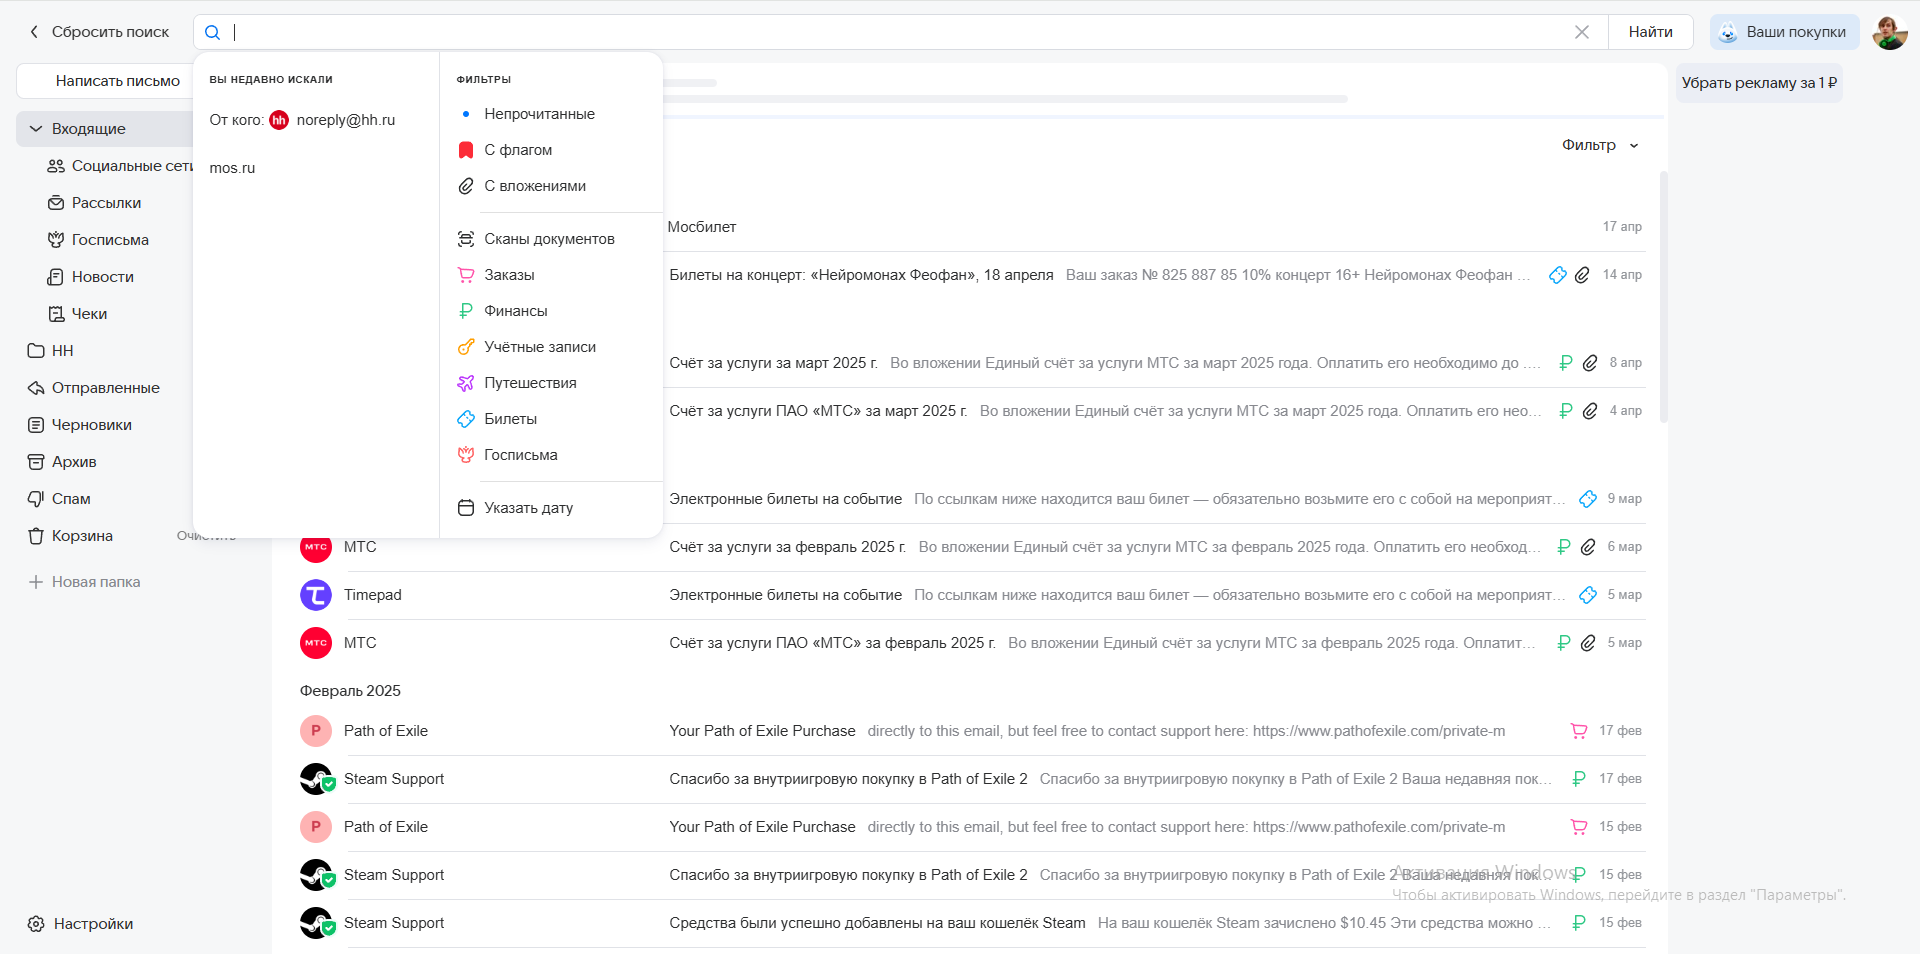 Сбросить поиск
Найти
Ваши покупки
Написать письмо
Убрать рекламу за 1 ₽
ВЫ НЕДАВНО ИСКАЛИ
От кого: hh noreply@hh.ru
mos.ru
ФИЛЬТРЫ
Непрочитанные
С флагом
С вложениями
Сканы документов
Заказы
Финансы
Учётные записи
Путешествия
Билеты
Госписьма
Указать дату
Входящие
Социальные сети
Рассылки
Госписьма
Новости
Чеки
НН
Отправленные
Черновики
Архив
Спам
Корзина
Новая папка
Настройки
Фильтр
Мосбилет 17 апр
Билеты на концерт: «Нейромонах Феофан», 18 апреля Ваш заказ № 825 887 85 10% концерт 16+ Нейромонах Феофан ... 14 апр
Счёт за услуги за март 2025 г. Во вложении Единый счёт за услуги МТС за март 2025 года. Оплатить его необходимо до .... 8 апр
Счёт за услуги ПАО «МТС» за март 2025 г. Во вложении Единый счёт за услуги МТС за март 2025 года. Оплатить его нео... 4 апр
Электронные билеты на событие По ссылкам ниже находится ваш билет — обязательно возьмите его с собой на мероприят... 9 мар
МТС МТС Счёт за услуги за февраль 2025 г. Во вложении Единый счёт за услуги МТС за февраль 2025 года. Оплатить его необход... 6 мар
Timepad Электронные билеты на событие По ссылкам ниже находится ваш билет — обязательно возьмите его с собой на мероприят... 5 мар
МТС МТС Счёт за услуги ПАО «МТС» за февраль 2025 г. Во вложении Единый счёт за услуги МТС за февраль 2025 года. Оплатит... 5 мар
Февраль 2025
P Path of Exile Your Path of Exile Purchase directly to this email, but feel free to contact support here: https://www.pathofexile.com/private-m 17 фев
Steam Support Спасибо за внутриигровую покупку в Path of Exile 2 Спасибо за внутриигровую покупку в Path of Exile 2 Ваша недавняя пок... 17 фев
P Path of Exile Your Path of Exile Purchase directly to this email, but feel free to contact support here: https://www.pathofexile.com/private-m 15 фев
Steam Support Спасибо за внутриигровую покупку в Path of Exile 2 Спасибо за внутриигровую покупку в Path of Exile 2 Ваша недавняя пок... 15 фев
Steam Support Средства были успешно добавлены на ваш кошелёк Steam На ваш кошелёк Steam зачислено $10.45 Эти средства можно ... 15 фев
Активация Windows
Чтобы активировать Windows, перейдите в раздел "Параметры".